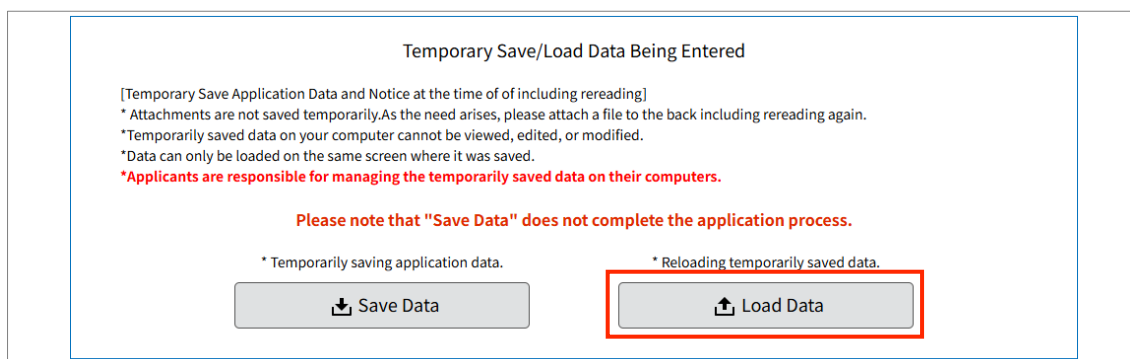 Temporary Save/Load Data Being Entered
[Temporary Save Application Data and Notice at the time of of including rereading]
* Attachments are not saved temporarily.As the need arises, please attach a file to the back including rereading again.
*Temporarily saved data on your computer cannot be viewed, edited, or modified.
*Data can only be loaded on the same screen where it was saved.
*Applicants are responsible for managing the temporarily saved data on their computers.
Please note that "Save Data" does not complete the application process.
* Temporarily saving application data.
* Reloading temporarily saved data.
Save Data
Load Data